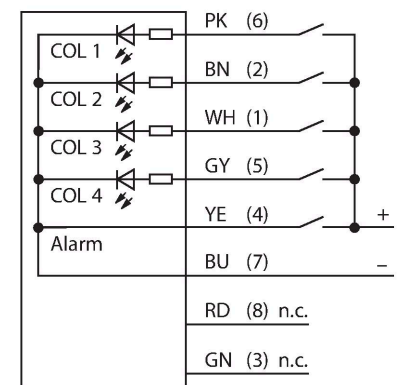 PK (6)
COL 1
BN (2)
COL 2
WH (1)
COL 3
GY (5)
COL 4
YE (4) +
Alarm
BU (7) –
RD (8) n.c.
GN (3) n.c.